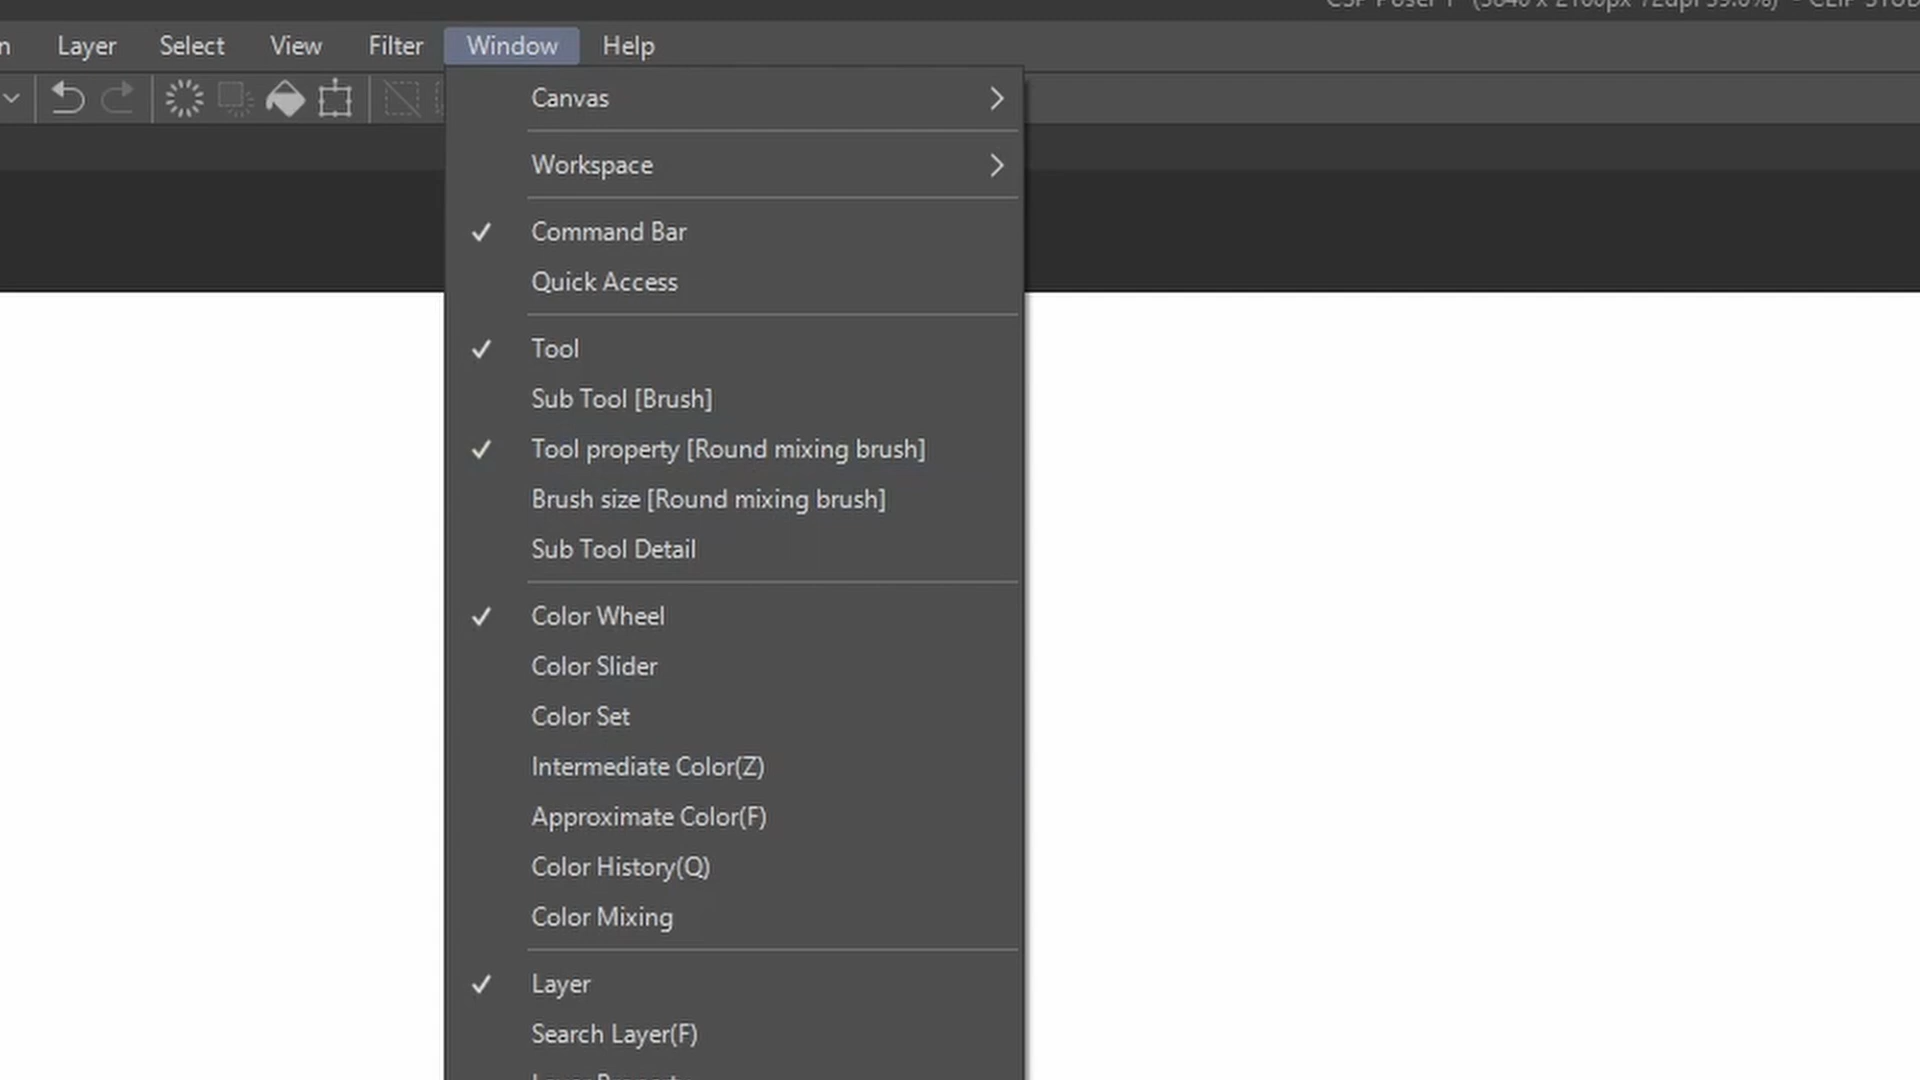 Layer Select View Filter Window Help
Canvas
Workspace
Command Bar
Quick Access
Tool
Sub Tool [Brush]
Tool property [Round mixing brush]
Brush size [Round mixing brush]
Sub Tool Detail
Color Wheel
Color Slider
Color Set
Intermediate Color(Z)
Approximate Color(F)
Color History(Q)
Color Mixing
Layer
Search Layer(F)